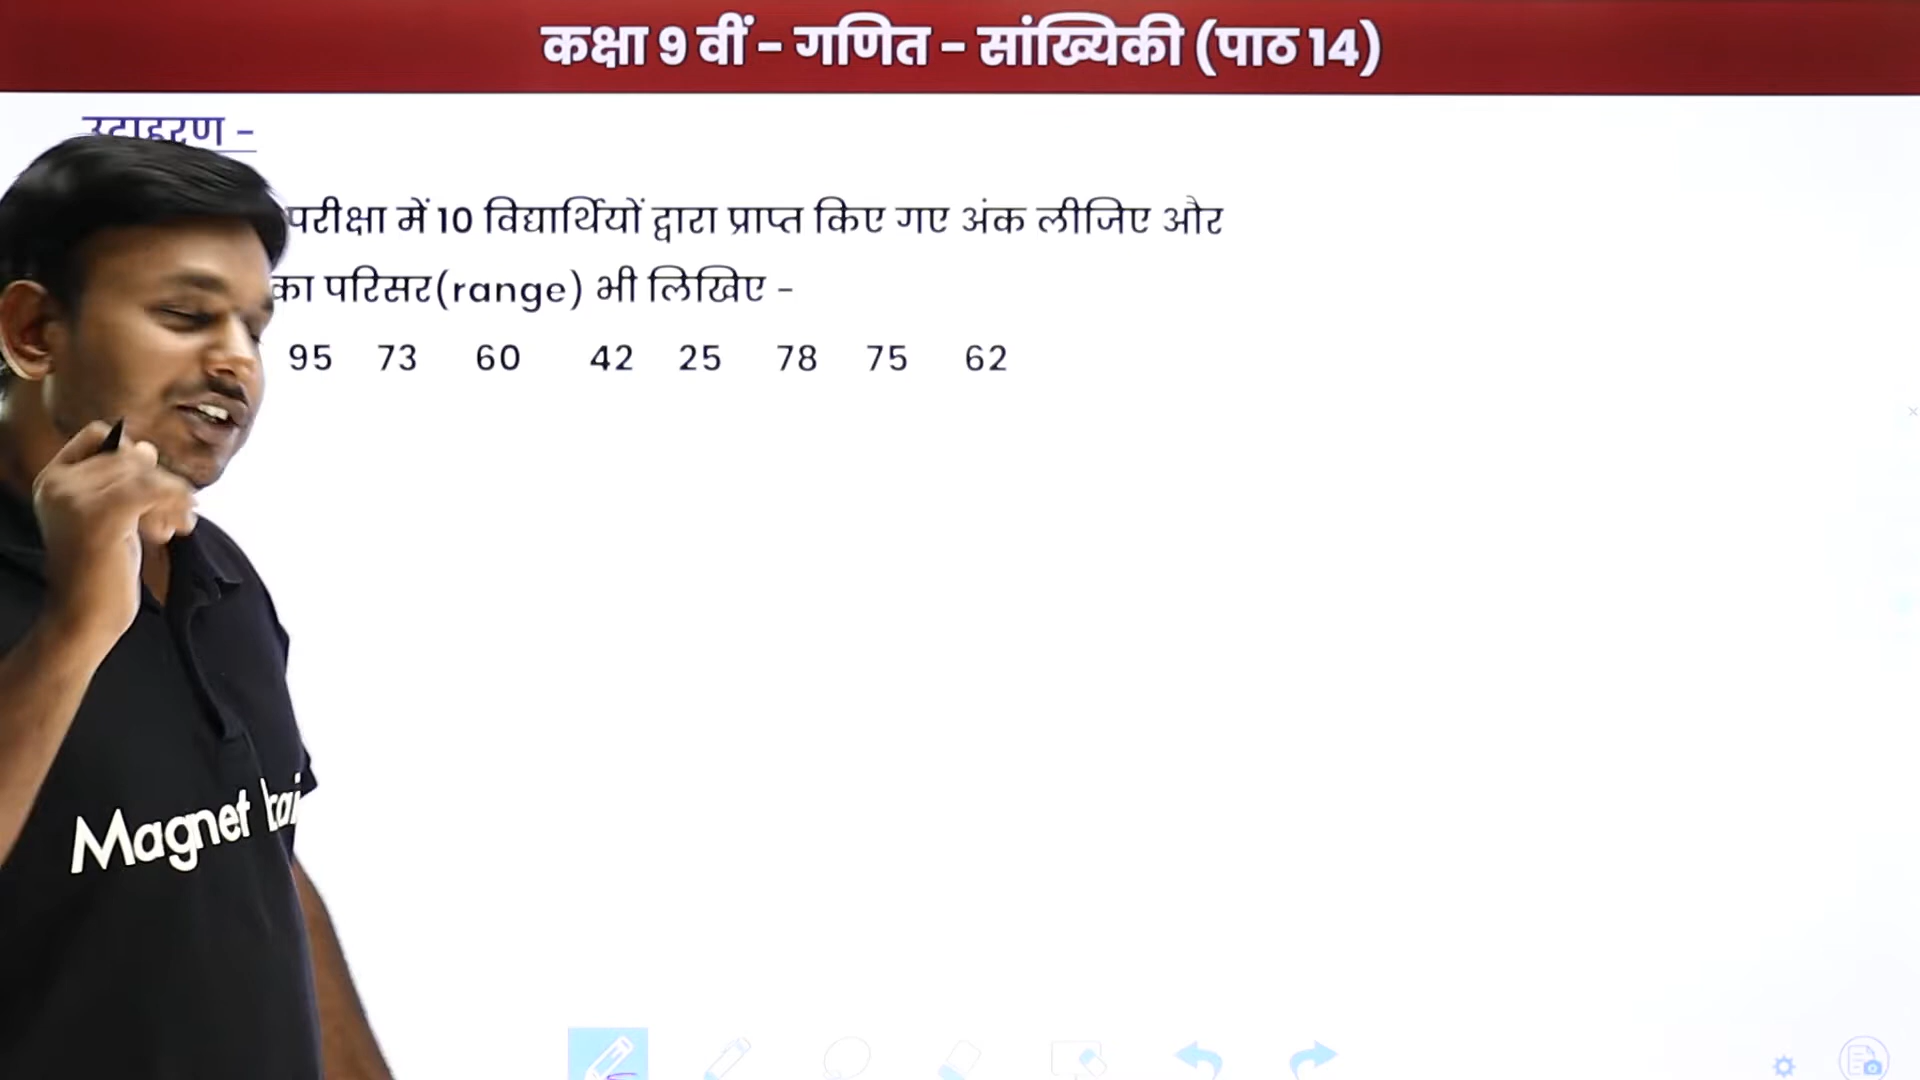 कक्षा 9 वीं - गणित - सांख्यिकी (पाठ 14)
उदाहरण -
परीक्षा में 10 विद्यार्थियों द्वारा प्राप्त किए गए अंक लीजिए और
का परिसर(range) भी लिखिए -
95 73 60 42 25 78 75 62
Magnet